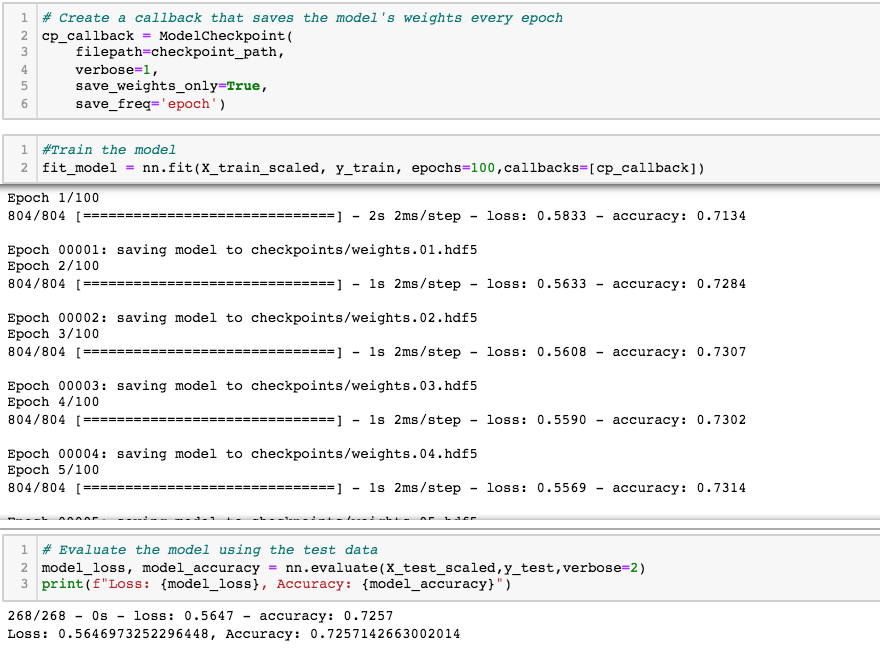 1 # Create a callback that saves the model's weights every epoch
2 cp_callback = ModelCheckpoint(
3     filepath=checkpoint_path,
4     verbose=1,
5     save_weights_only=True,
6     save_freq='epoch')
1 #Train the model
2 fit_model = nn.fit(X_train_scaled, y_train, epochs=100,callbacks=[cp_callback])
Epoch 1/100
804/804 [==============================] - 2s 2ms/step - loss: 0.5833 - accuracy: 0.7134
Epoch 00001: saving model to checkpoints/weights.01.hdf5
Epoch 2/100
804/804 [==============================] - 1s 2ms/step - loss: 0.5633 - accuracy: 0.7284
Epoch 00002: saving model to checkpoints/weights.02.hdf5
Epoch 3/100
804/804 [==============================] - 1s 2ms/step - loss: 0.5608 - accuracy: 0.7307
Epoch 00003: saving model to checkpoints/weights.03.hdf5
Epoch 4/100
804/804 [==============================] - 1s 2ms/step - loss: 0.5590 - accuracy: 0.7302
Epoch 00004: saving model to checkpoints/weights.04.hdf5
Epoch 5/100
804/804 [==============================] - 1s 2ms/step - loss: 0.5569 - accuracy: 0.7314
1 # Evaluate the model using the test data
2 model_loss, model_accuracy = nn.evaluate(X_test_scaled,y_test,verbose=2)
3 print(f"Loss: {model_loss}, Accuracy: {model_accuracy}")
268/268 - 0s - loss: 0.5647 - accuracy: 0.7257
Loss: 0.5646973252296448, Accuracy: 0.7257142663002014